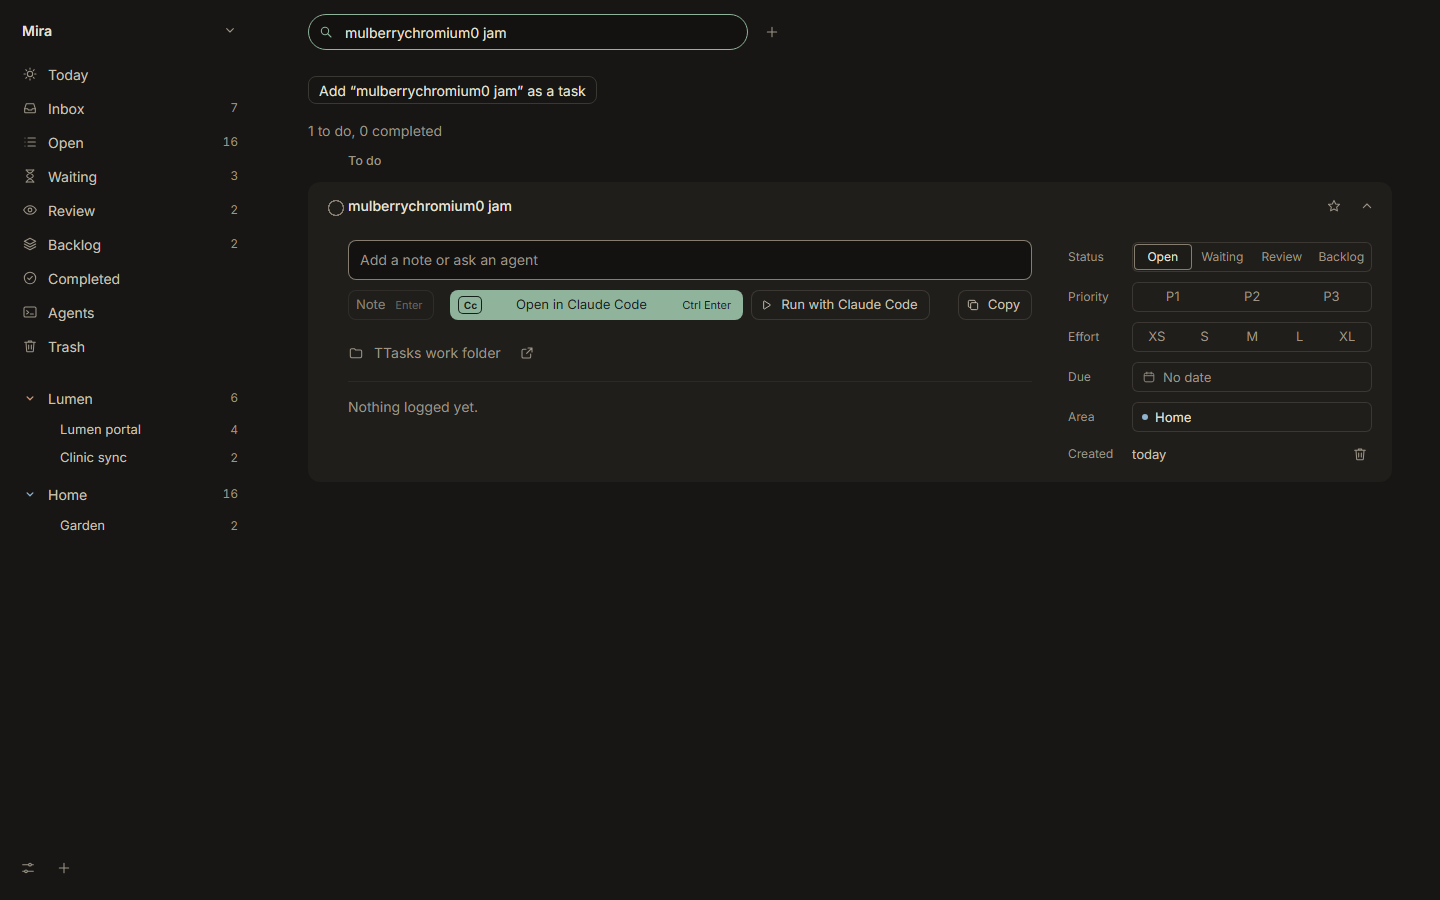 Mira
Today
Inbox 7
Open 16
Waiting 3
Review 2
Backlog 2
Completed
Agents
Trash
Lumen 6
Lumen portal 4
Clinic sync 2
Home 16
Garden 2
mulberrychromium0 jam
Add “mulberrychromium0 jam” as a task
1 to do, 0 completed
To do
mulberrychromium0 jam
Add a note or ask an agent
Note Enter Cc Open in Claude Code Ctrl Enter Run with Claude Code Copy
TTasks work folder
Nothing logged yet.
Status Open Waiting Review Backlog
Priority P1 P2 P3
Effort XS S M L XL
Due No date
Area Home
Created today